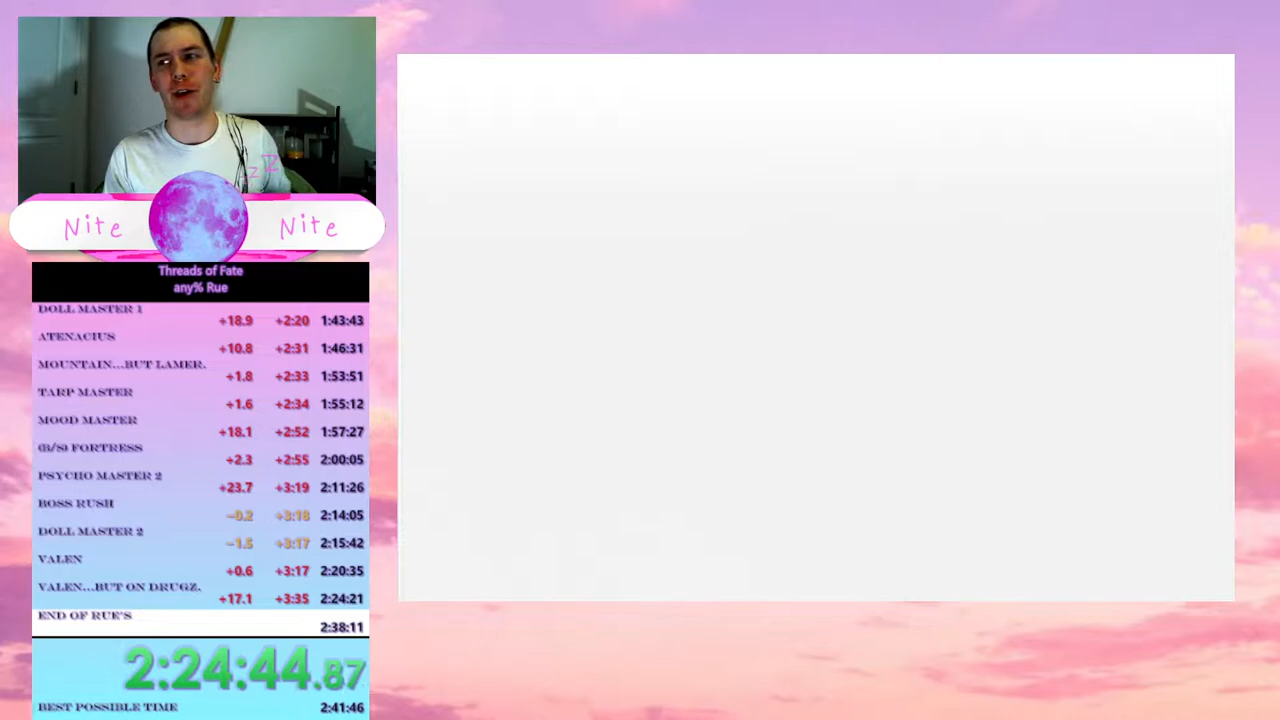 z Z
Nite Nite
Threads of Fate
any% Rue
DOLL MASTER 1
+18.9 +2:20 1:43:43
ATENACIUS
+10.8 +2:31 1:46:31
MOUNTAIN...BUT LAMER.
+1.8 +2:33 1:53:51
TARP MASTER
+1.6 +2:34 1:55:12
MOOD MASTER
+18.1 +2:52 1:57:27
(B/S) FORTRESS
+2.3 +2:55 2:00:05
PSYCHO MASTER 2
+23.7 +3:19 2:11:26
BOSS RUSH
−0.2 +3:18 2:14:05
DOLL MASTER 2
−1.5 +3:17 2:15:42
VALEN
+0.6 +3:17 2:20:35
VALEN...BUT ON DRUGZ.
+17.1 +3:35 2:24:21
END OF RUE'S
2:38:11
2:24:44.87
BEST POSSIBLE TIME 2:41:46